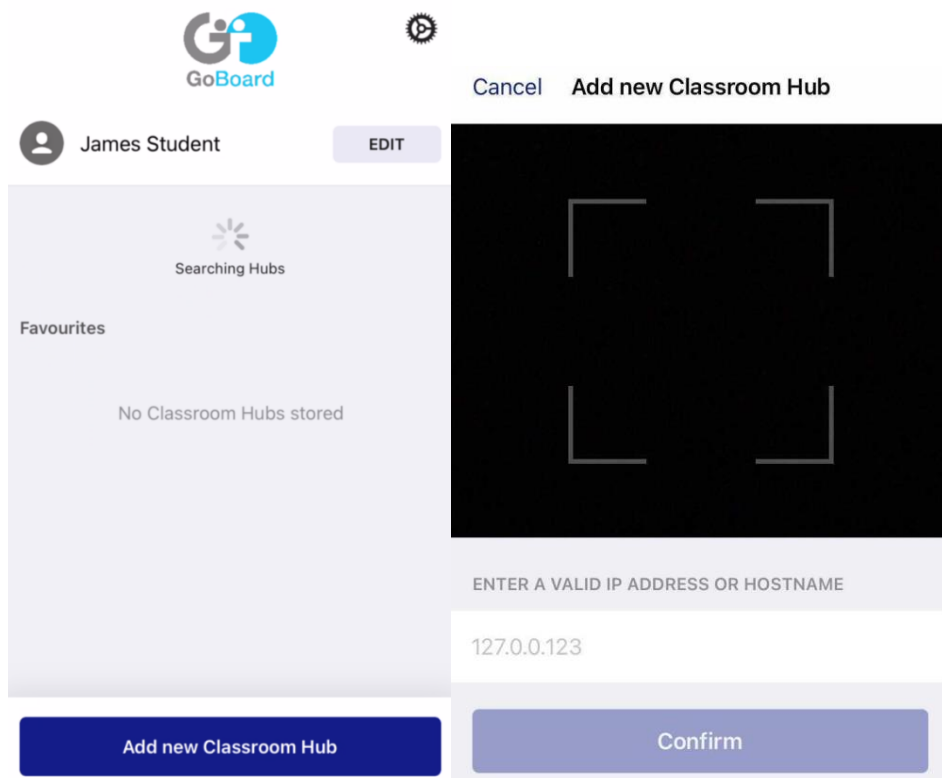 GoBoard
James Student
EDIT
Searching Hubs
Favourites
No Classroom Hubs stored
Add new Classroom Hub
Cancel Add new Classroom Hub
ENTER A VALID IP ADDRESS OR HOSTNAME
127.0.0.123
Confirm